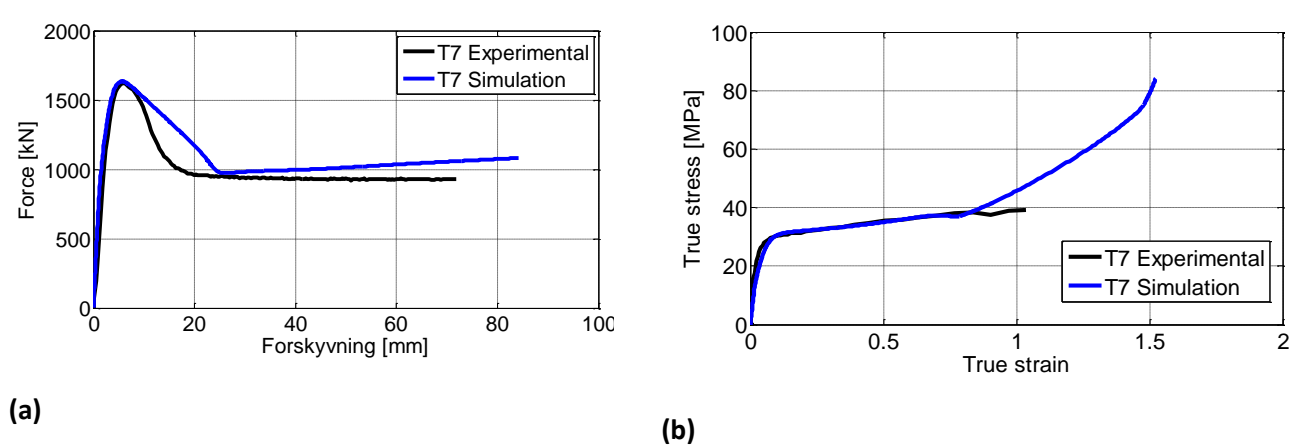 2000
1500
1000
500
0
Force [kN]
T7 Experimental
T7 Simulation
0 20 40 60 80 100
Forskyvning [mm]
(a)
100
80
60
40
20
0
True stress [MPa]
T7 Experimental
T7 Simulation
0 0.5 1 1.5 2
True strain
(b)